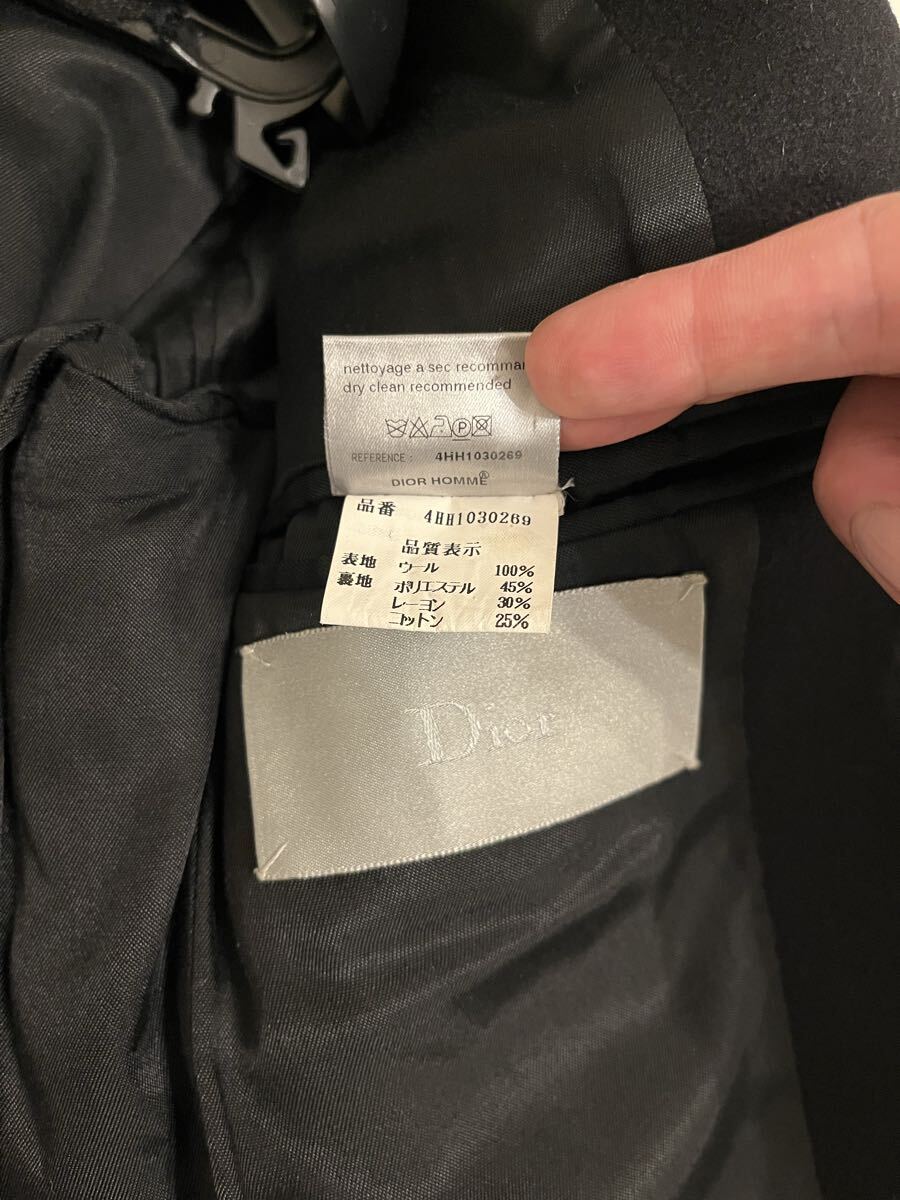 nettoyage a sec recomma
dry clean recommended
P
REFERENCE : 4HH1030269
DIOR HOMME®
品番 4HH1030269
品質表示
表地 ウール 100%
裏地 ポリエステル 45%
レーヨン 30%
コットン 25%
Dior